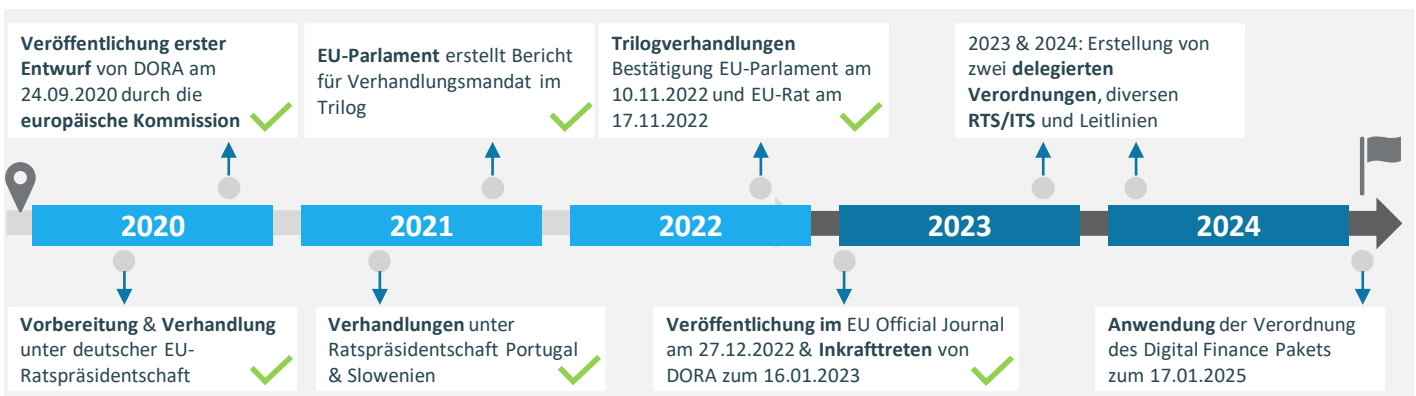 Veröffentlichung erster
Entwurf von DORA am
24.09.2020 durch die
europäische Kommission
EU-Parlament erstellt Bericht
für Verhandlungsmandat im
Trilog
Trilogverhandlungen
Bestätigung EU-Parlament am
10.11.2022 und EU-Rat am
17.11.2022
2023 & 2024: Erstellung von
zwei delegierten
Verordnungen, diversen
RTS/ITS und Leitlinien
2020
2021
2022
2023
2024
Vorbereitung & Verhandlung
unter deutscher EU-
Ratspräsidentschaft
Verhandlungen unter
Ratspräsidentschaft Portugal
& Slowenien
Veröffentlichung im EU Official Journal
am 27.12.2022 & Inkrafttreten von
DORA zum 16.01.2023
Anwendung der Verordnung
des Digital Finance Pakets
zum 17.01.2025